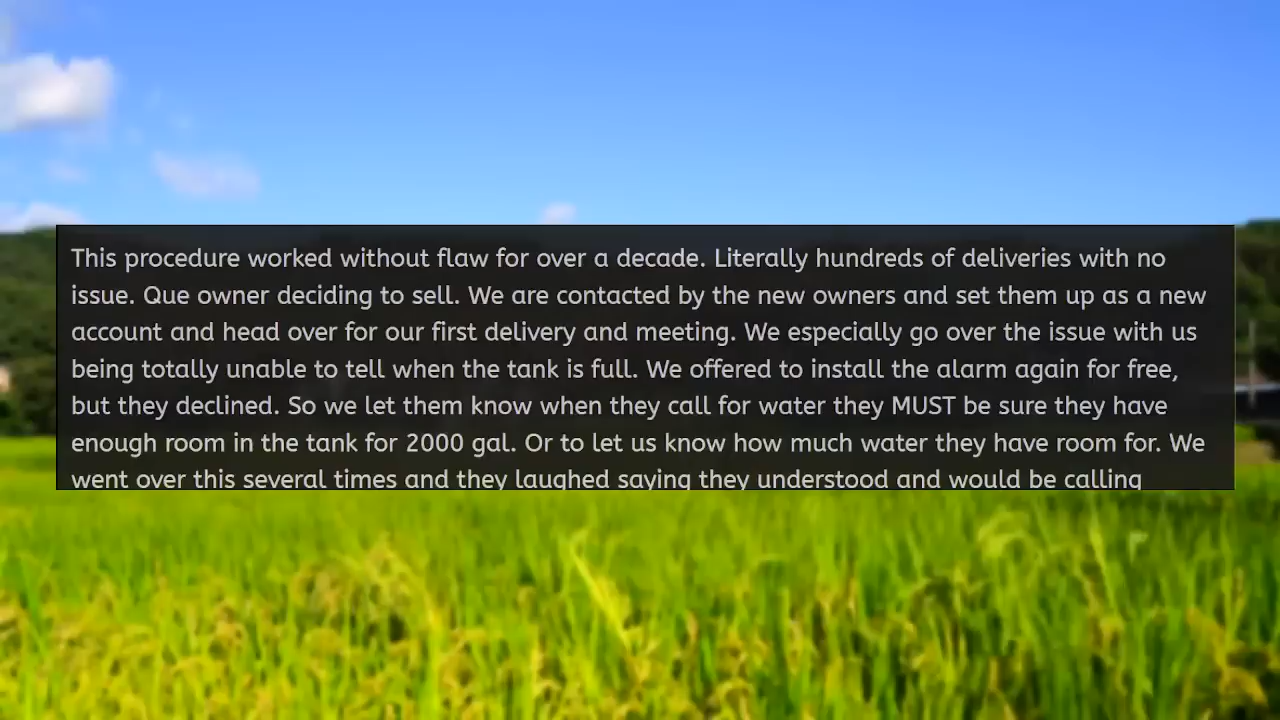 This procedure worked without flaw for over a decade. Literally hundreds of deliveries with no
issue. Que owner deciding to sell. We are contacted by the new owners and set them up as a new
account and head over for our first delivery and meeting. We especially go over the issue with us
being totally unable to tell when the tank is full. We offered to install the alarm again for free,
but they declined. So we let them know when they call for water they MUST be sure they have
enough room in the tank for 2000 gal. Or to let us know how much water they have room for. We
went over this several times and they laughed saying they understood and would be calling